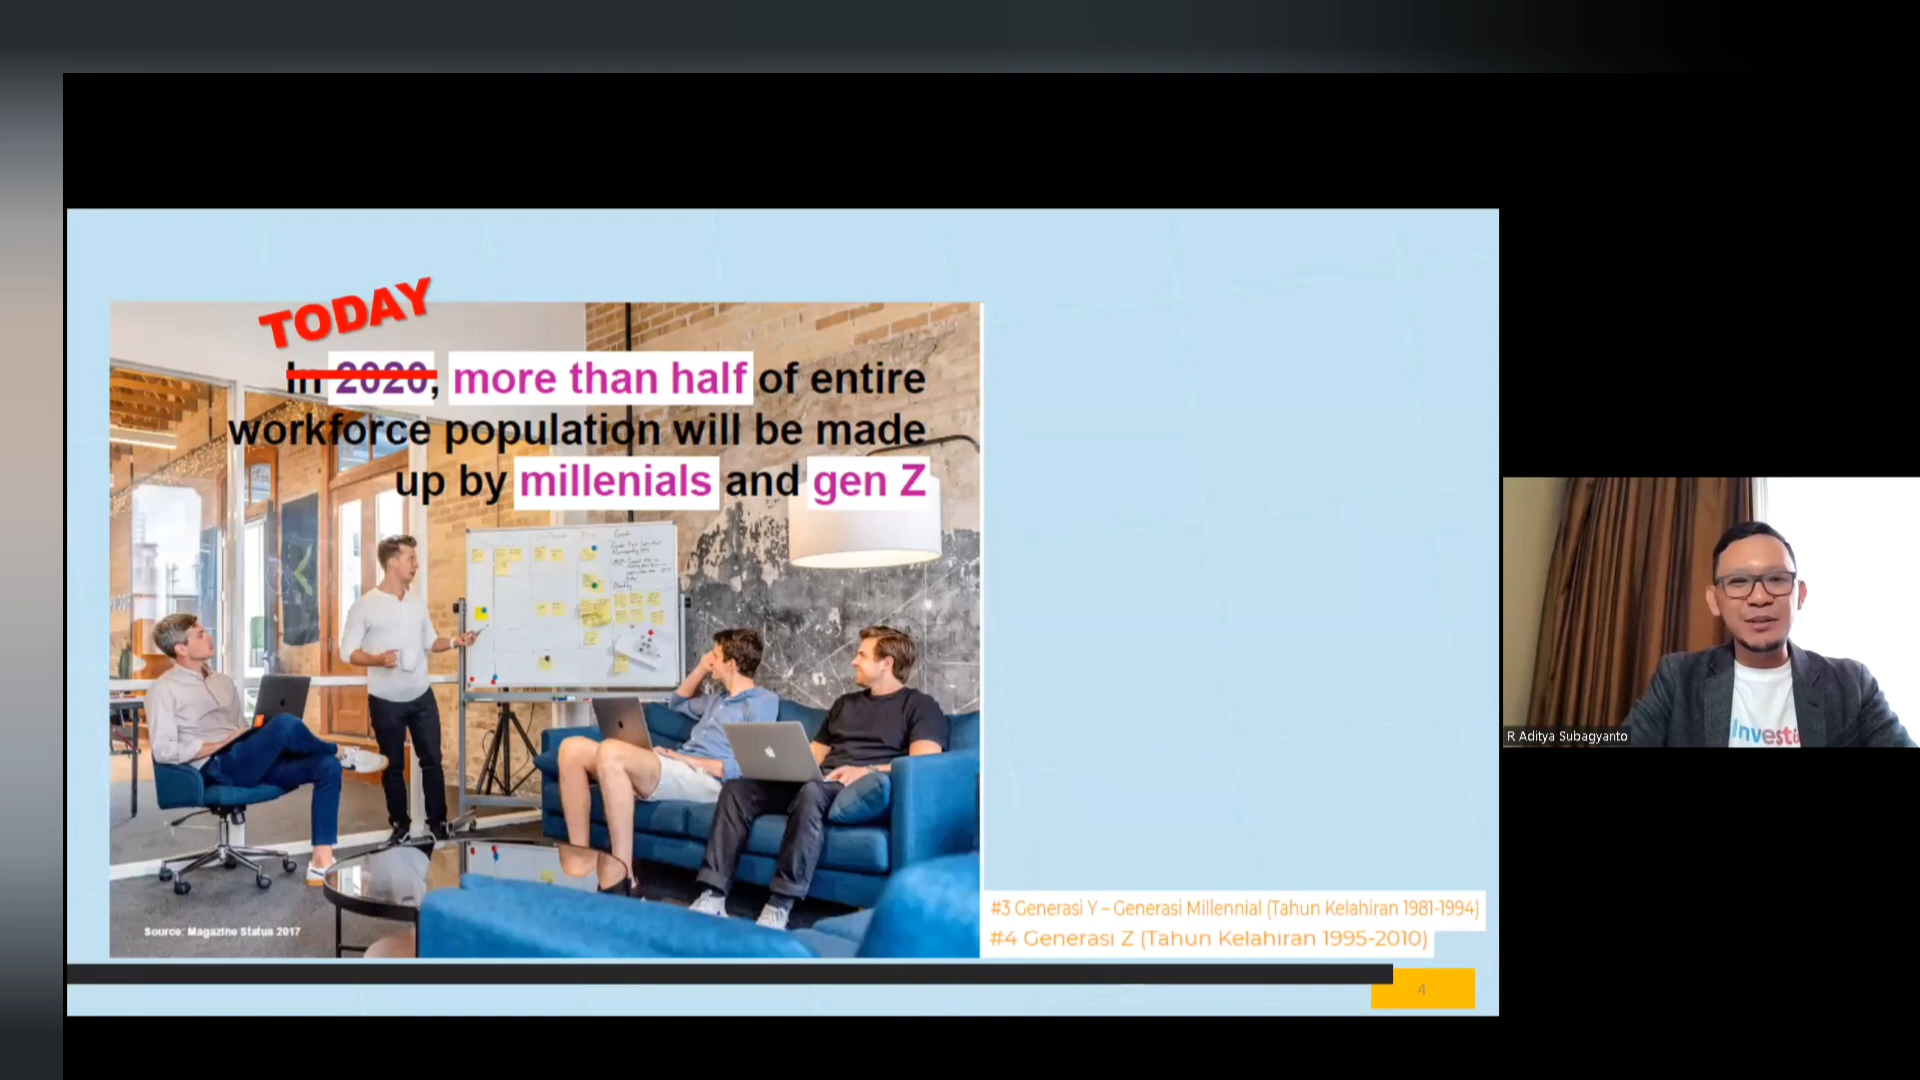 TODAY
In 2020, more than half of entire
workforce population will be made
up by millenials and gen Z
Source: Magazine Status 2017
#3 Generasi Y – Generasi Millennial (Tahun Kelahiran 1981-1994)
#4 Generasi Z (Tahun Kelahiran 1995-2010)
4
R Aditya Subagyanto